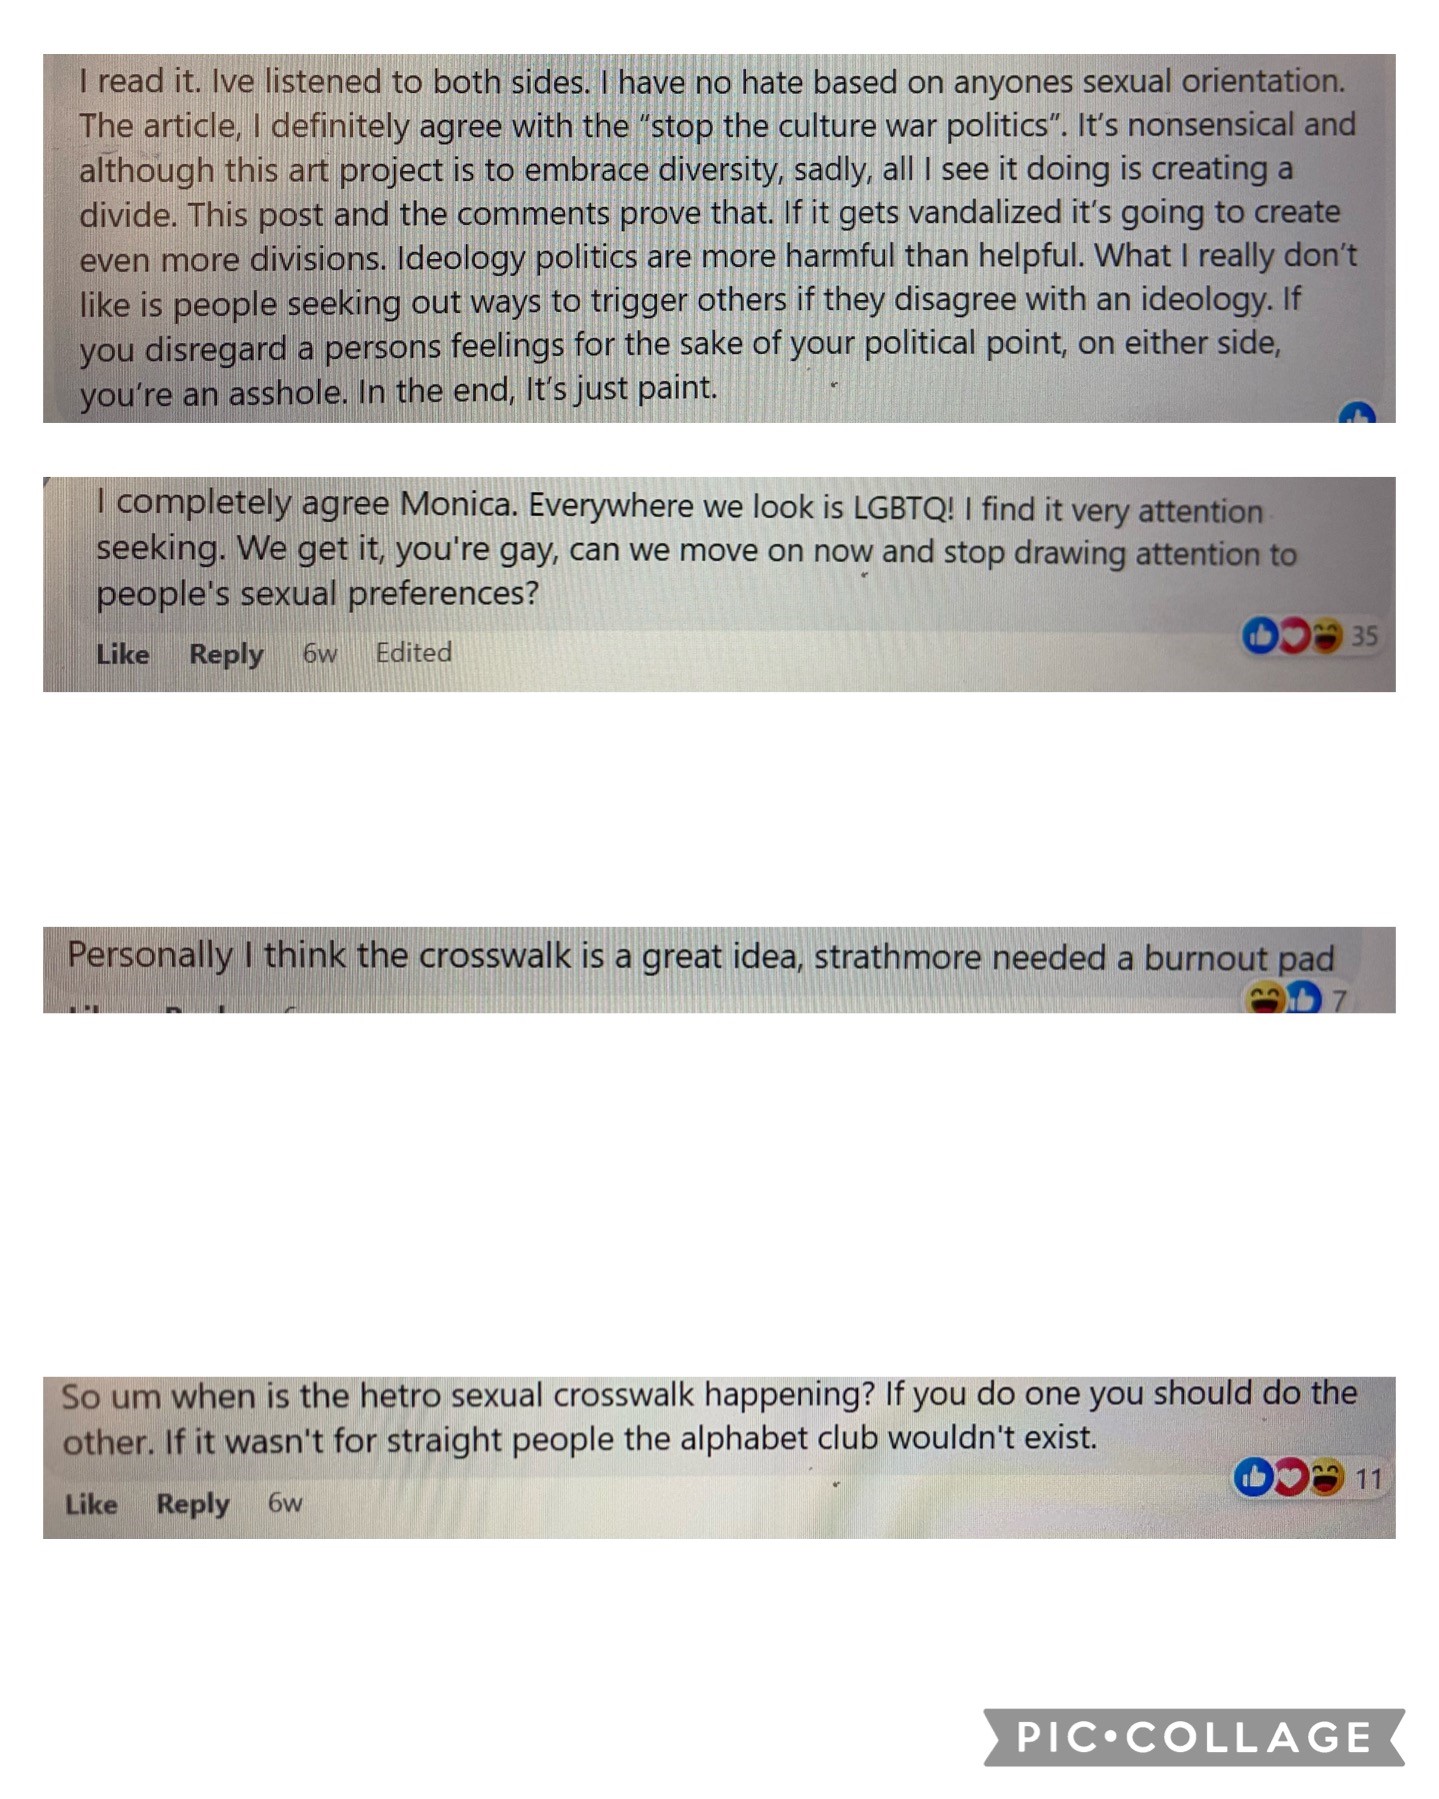 I read it. Ive listened to both sides. I have no hate based on anyones sexual orientation.
The article, I definitely agree with the "stop the culture war politics". It's nonsensical and
although this art project is to embrace diversity, sadly, all I see it doing is creating a
divide. This post and the comments prove that. If it gets vandalized it's going to create
even more divisions. Ideology politics are more harmful than helpful. What I really don't
like is people seeking out ways to trigger others if they disagree with an ideology. If
you disregard a persons feelings for the sake of your political point, on either side,
you're an asshole. In the end, It's just paint.
I completely agree Monica. Everywhere we look is LGBTQ! I find it very attention
seeking. We get it, you're gay, can we move on now and stop drawing attention to
people's sexual preferences?
Like Reply 6w Edited 35
Personally I think the crosswalk is a great idea, strathmore needed a burnout pad
7
So um when is the hetro sexual crosswalk happening? If you do one you should do the
other. If it wasn't for straight people the alphabet club wouldn't exist.
11
Like Reply 6w
PIC•COLLAGE